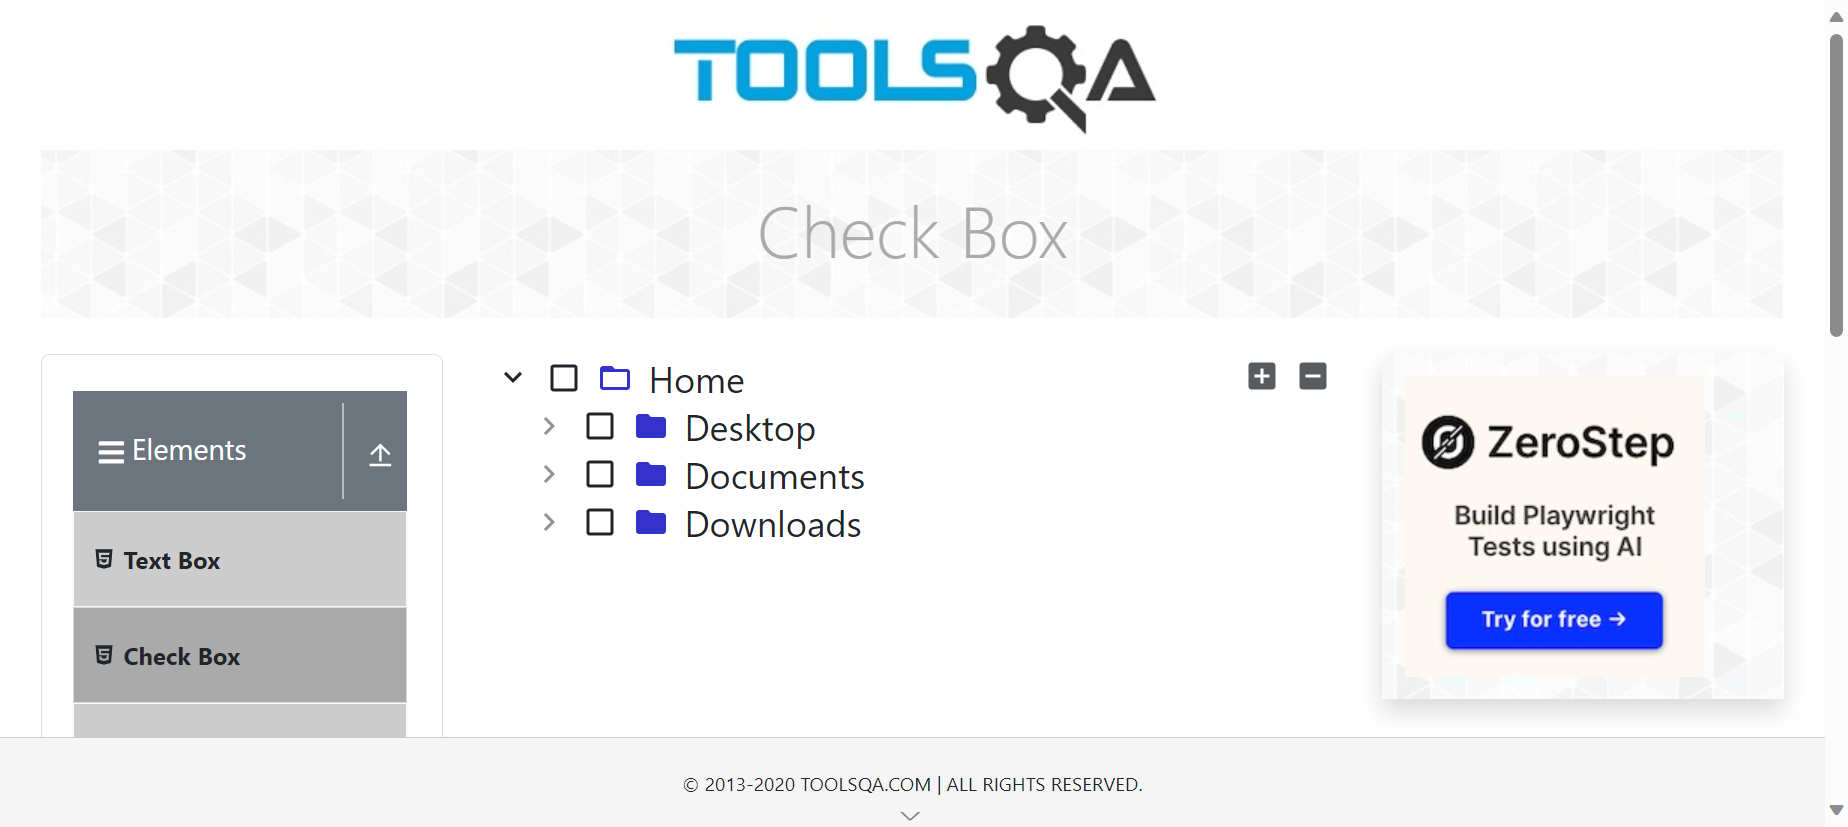 TOOLSQA
Check Box
Elements
Text Box
Check Box
Home
Desktop
Documents
Downloads
ZeroStep
Build Playwright
Tests using AI
Try for free →
© 2013-2020 TOOLSQA.COM | ALL RIGHTS RESERVED.